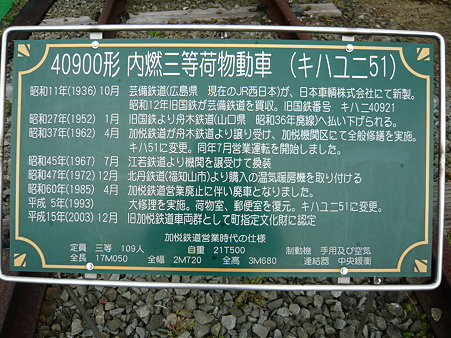 40900形 内燃三等荷物動車 （キハユニ51）
昭和11年(1936)10月 芸備鉄道(広島県 現在のJR西日本)が、日本車輌株式会社にて新製。
昭和12年旧国鉄が芸備鉄道を買収。旧国鉄番号 キハニ40921
昭和27年(1952) 1月 旧国鉄より舟木鉄道(山口県 昭和36年廃線)へ払い下げられる。
昭和37年(1962) 4月 加悦鉄道が舟木鉄道より譲り受け、加悦機関区にて全般修繕を実施。
キハ51に変更。同年7月営業運転を開始しました。
昭和45年(1967) 7月 江若鉄道より機関を譲受けて換装
昭和47年(1972)12月 北丹鉄道(福知山市)より購入の温気暖房機を取り付ける
昭和60年(1985) 4月 加悦鉄道営業廃止に伴い廃車となりました。
平成 5年(1993) 大修理を実施。荷物室、郵便室を復元。キハユニ51に変更。
平成15年(2003)12月 旧加悦鉄道車両群として町指定文化財に認定
加悦鉄道営業時代の仕様
定員 三等 109人 自重 21T500 制動機 手用及び空気
全長 17M050 全幅 2M720 全高 3M680 連結器 中央緩衝